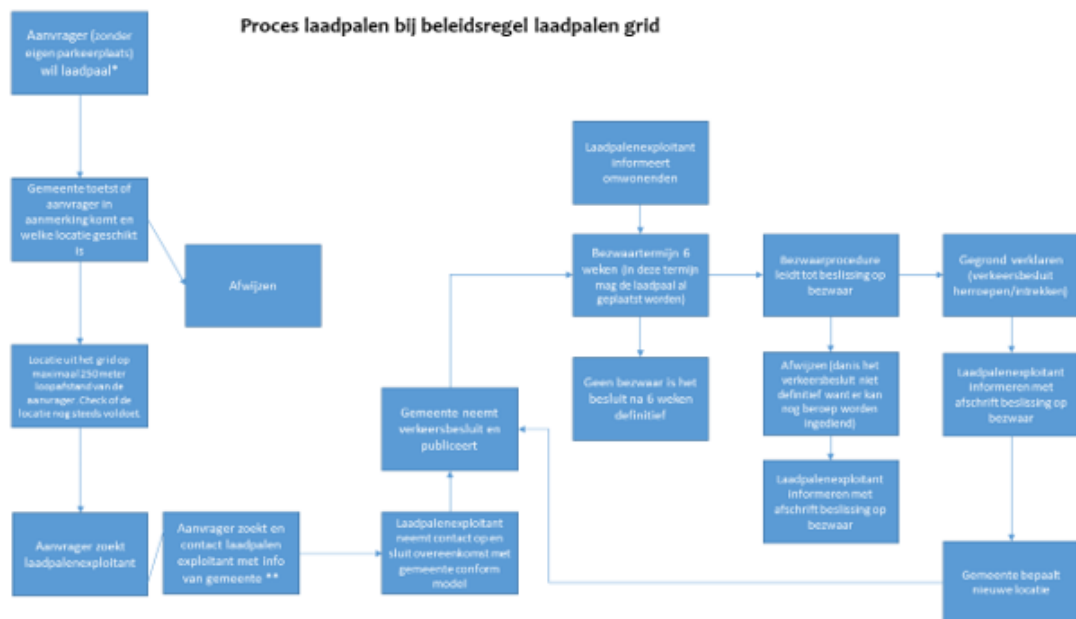 Proces laadpalen bij beleidsregel laadpalen grid
Aanvrager (zonder
eigen parkeerplaats)
wil laadpaal*
Gemeente toetst of
aanvrager in
aanmerking komt en
welke locatie geschikt
is
Afwijzen
Locatie uit het grid op
maximaal 250 meter
loopafstand van de
aanvrager. Check of de
locatie nog steeds voldoet.
Aanvrager zoekt
laadpalenexploitant
Aanvrager zoekt en
contact laadpalen
exploitant met info
van gemeente **
Laadpalenexploitant
neemt contact op en
sluit overeenkomst met
gemeente conform
model
Gemeente neemt
verkeersbesluit en
publiceert
Laadpalenexploitant
informeert
omwonenden
Bezwaartermijn 6
weken (in deze termijn
mag de laadpaal al
geplaatst worden)
Geen bezwaar is het
besluit na 6 weken
definitief
Bezwaarprocedure
leidt tot beslissing op
bezwaar
Afwijzen (dan is het
verkeersbesluit niet
definitief want er kan
nog beroep worden
ingediend)
Laadpalenexploitant
informeren met
afschrift beslissing op
bezwaar
Gegrond verklaren
(verkeersbesluit
herroepen/intrekken)
Laadpalenexploitant
informeren met
afschrift beslissing op
bezwaar
Gemeente bepaalt
nieuwe locatie